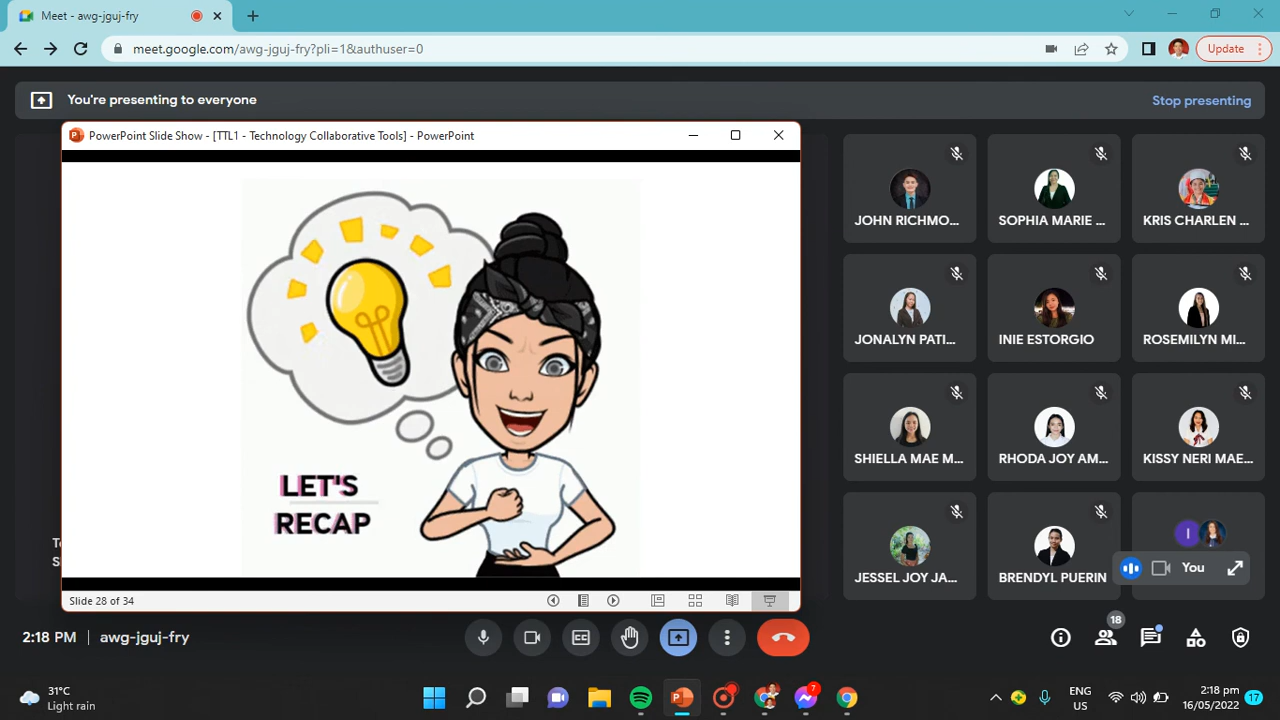 Meet - awg-jguj-fry
meet.google.com/awg-jguj-fry?pli=1&authuser=0
Update
You're presenting to everyone
Stop presenting
PowerPoint Slide Show - [TTL1 - Technology Collaborative Tools] - PowerPoint
LET'S
RECAP
Slide 28 of 34
JOHN RICHMO...
SOPHIA MARIE ...
KRIS CHARLEN ...
JONALYN PATI...
INIE ESTORGIO
ROSEMILYN MI...
SHIELLA MAE M...
RHODA JOY AM...
KISSY NERI MAE...
JESSEL JOY JA...
BRENDYL PUERIN
I
You
2:18 PM | awg-jguj-fry
CC
18
31°C
Light rain
7
ENG
US
2:18 pm
16/05/2022
17